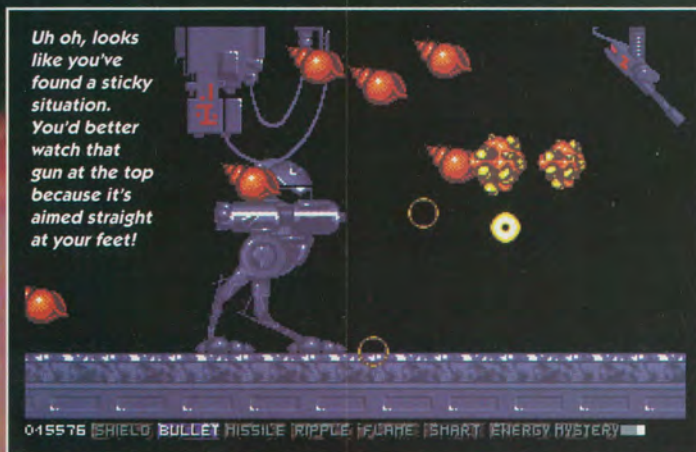 Uh oh, looks
like you've
found a sticky
situation.
You'd better
watch that
gun at the top
because it's
aimed straight
at your feet!
045576 SHIELD BULLET MISSILE RIPPLE FLAME SMART ENERGY MYSTERY